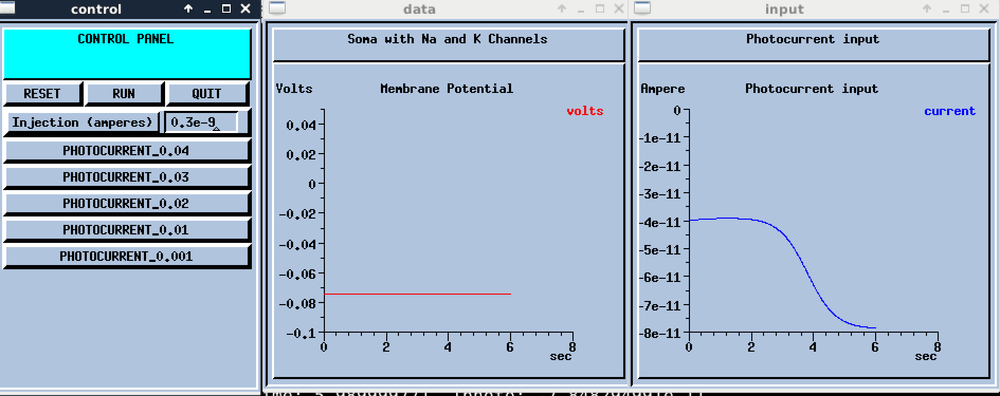 control
CONTROL PANEL
RESET RUN QUIT
Injection (amperes) 0.3e-9
PHOTOCURRENT_0.04
PHOTOCURRENT_0.03
PHOTOCURRENT_0.02
PHOTOCURRENT_0.01
PHOTOCURRENT_0.001
data
Soma with Na and K Channels
Volts Membrane Potential
volts
0.04
0.02
0
-0.02
-0.04
-0.06
-0.08
-0.1
0 2 4 6 8
sec
input
Photocurrent input
Ampere Photocurrent input
0 current
-1e-11
-2e-11
-3e-11
-4e-11
-5e-11
-6e-11
-7e-11
-8e-11
0 2 4 6 8
sec